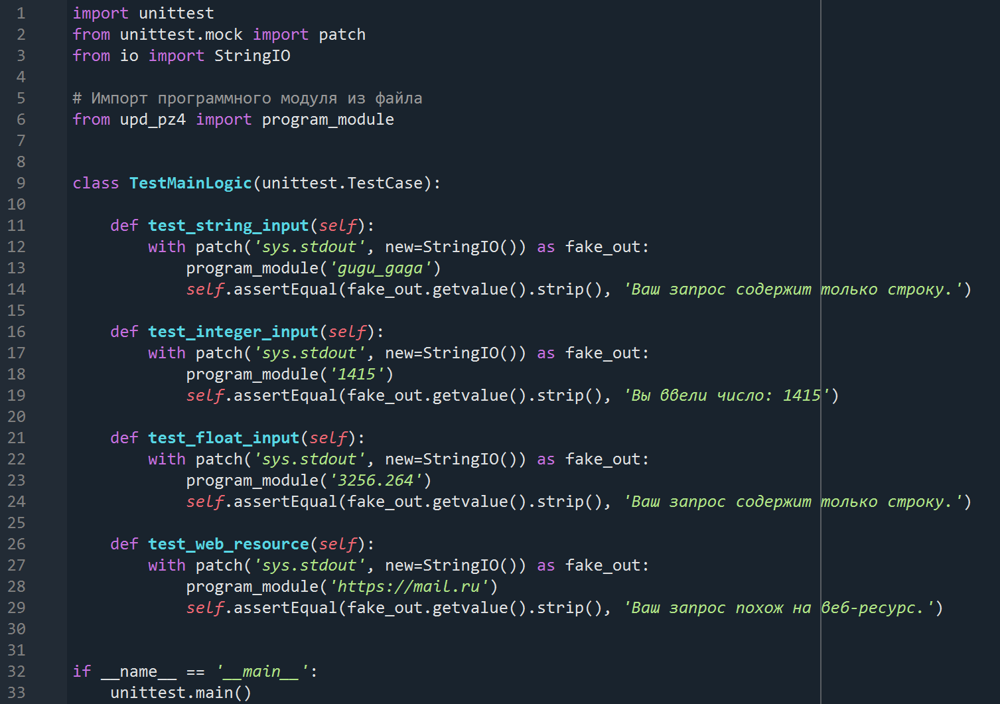 1 import unittest
2 from unittest.mock import patch
3 from io import StringIO
4
5 # Импорт программного модуля из файла
6 from upd_pz4 import program_module
7
8
9 class TestMainLogic(unittest.TestCase):
10
11     def test_string_input(self):
12         with patch('sys.stdout', new=StringIO()) as fake_out:
13             program_module('gugu_gaga')
14             self.assertEqual(fake_out.getvalue().strip(), 'Ваш запрос содержит только строку.')
15
16     def test_integer_input(self):
17         with patch('sys.stdout', new=StringIO()) as fake_out:
18             program_module('1415')
19             self.assertEqual(fake_out.getvalue().strip(), 'Вы ввели число: 1415')
20
21     def test_float_input(self):
22         with patch('sys.stdout', new=StringIO()) as fake_out:
23             program_module('3256.264')
24             self.assertEqual(fake_out.getvalue().strip(), 'Ваш запрос содержит только строку.')
25
26     def test_web_resource(self):
27         with patch('sys.stdout', new=StringIO()) as fake_out:
28             program_module('https://mail.ru')
29             self.assertEqual(fake_out.getvalue().strip(), 'Ваш запрос похож на веб-ресурс.')
30
31
32 if __name__ == '__main__':
33     unittest.main()